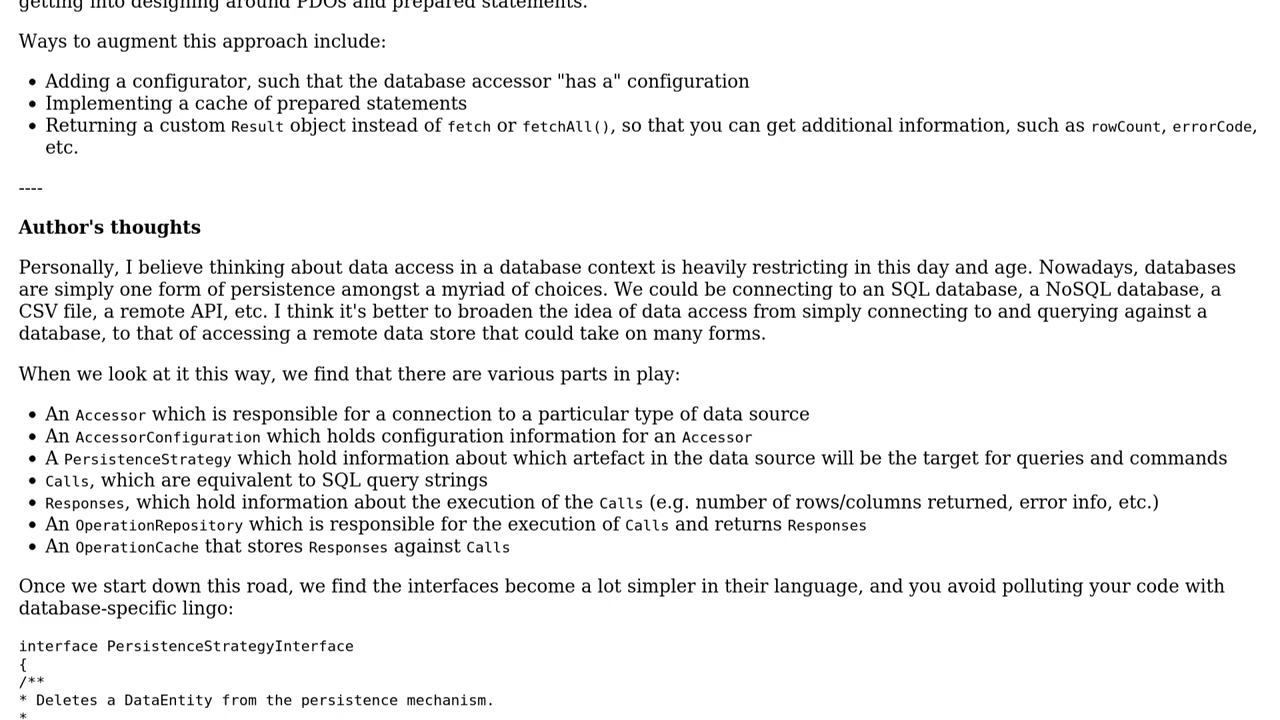 getting into designing around PDOs and prepared statements.
Ways to augment this approach include:
• Adding a configurator, such that the database accessor "has a" configuration
• Implementing a cache of prepared statements
• Returning a custom Result object instead of fetch or fetchAll(), so that you can get additional information, such as rowCount, errorCode,
etc.
----
Author's thoughts
Personally, I believe thinking about data access in a database context is heavily restricting in this day and age. Nowadays, databases
are simply one form of persistence amongst a myriad of choices. We could be connecting to an SQL database, a NoSQL database, a
CSV file, a remote API, etc. I think it's better to broaden the idea of data access from simply connecting to and querying against a
database, to that of accessing a remote data store that could take on many forms.
When we look at it this way, we find that there are various parts in play:
• An Accessor which is responsible for a connection to a particular type of data source
• An AccessorConfiguration which holds configuration information for an Accessor
• A PersistenceStrategy which hold information about which artefact in the data source will be the target for queries and commands
• Calls, which are equivalent to SQL query strings
• Responses, which hold information about the execution of the Calls (e.g. number of rows/columns returned, error info, etc.)
• An OperationRepository which is responsible for the execution of Calls and returns Responses
• An OperationCache that stores Responses against Calls
Once we start down this road, we find the interfaces become a lot simpler in their language, and you avoid polluting your code with
database-specific lingo:
interface PersistenceStrategyInterface
{
/**
* Deletes a DataEntity from the persistence mechanism.
*